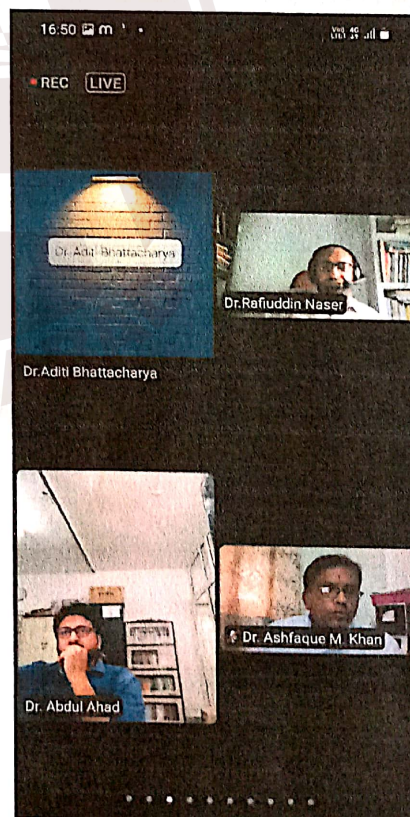 16:50
REC LIVE
Dr. Aditi Bhattacharya
Dr.Rafiuddin Naser
Dr.Aditi Bhattacharya
Dr. Ashfaque M. Khan
Dr. Abdul Ahad